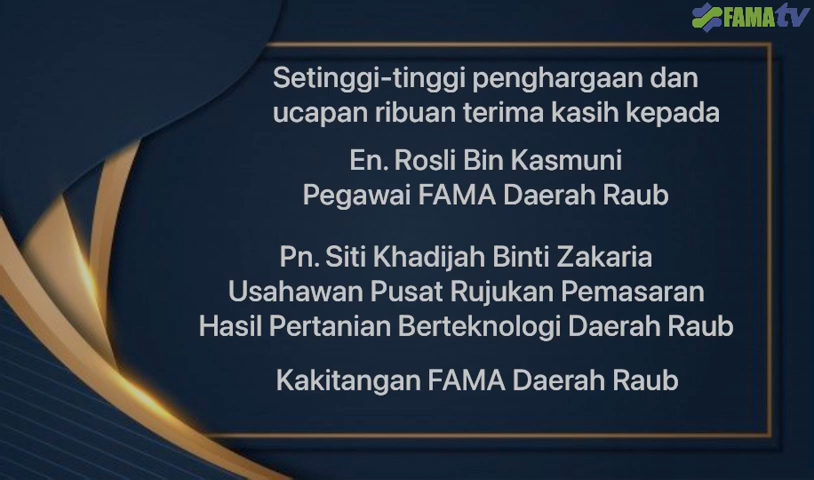 FAMAtv
Setinggi-tinggi penghargaan dan
ucapan ribuan terima kasih kepada
En. Rosli Bin Kasmuni
Pegawai FAMA Daerah Raub
Pn. Siti Khadijah Binti Zakaria
Usahawan Pusat Rujukan Pemasaran
Hasil Pertanian Berteknologi Daerah Raub
Kakitangan FAMA Daerah Raub